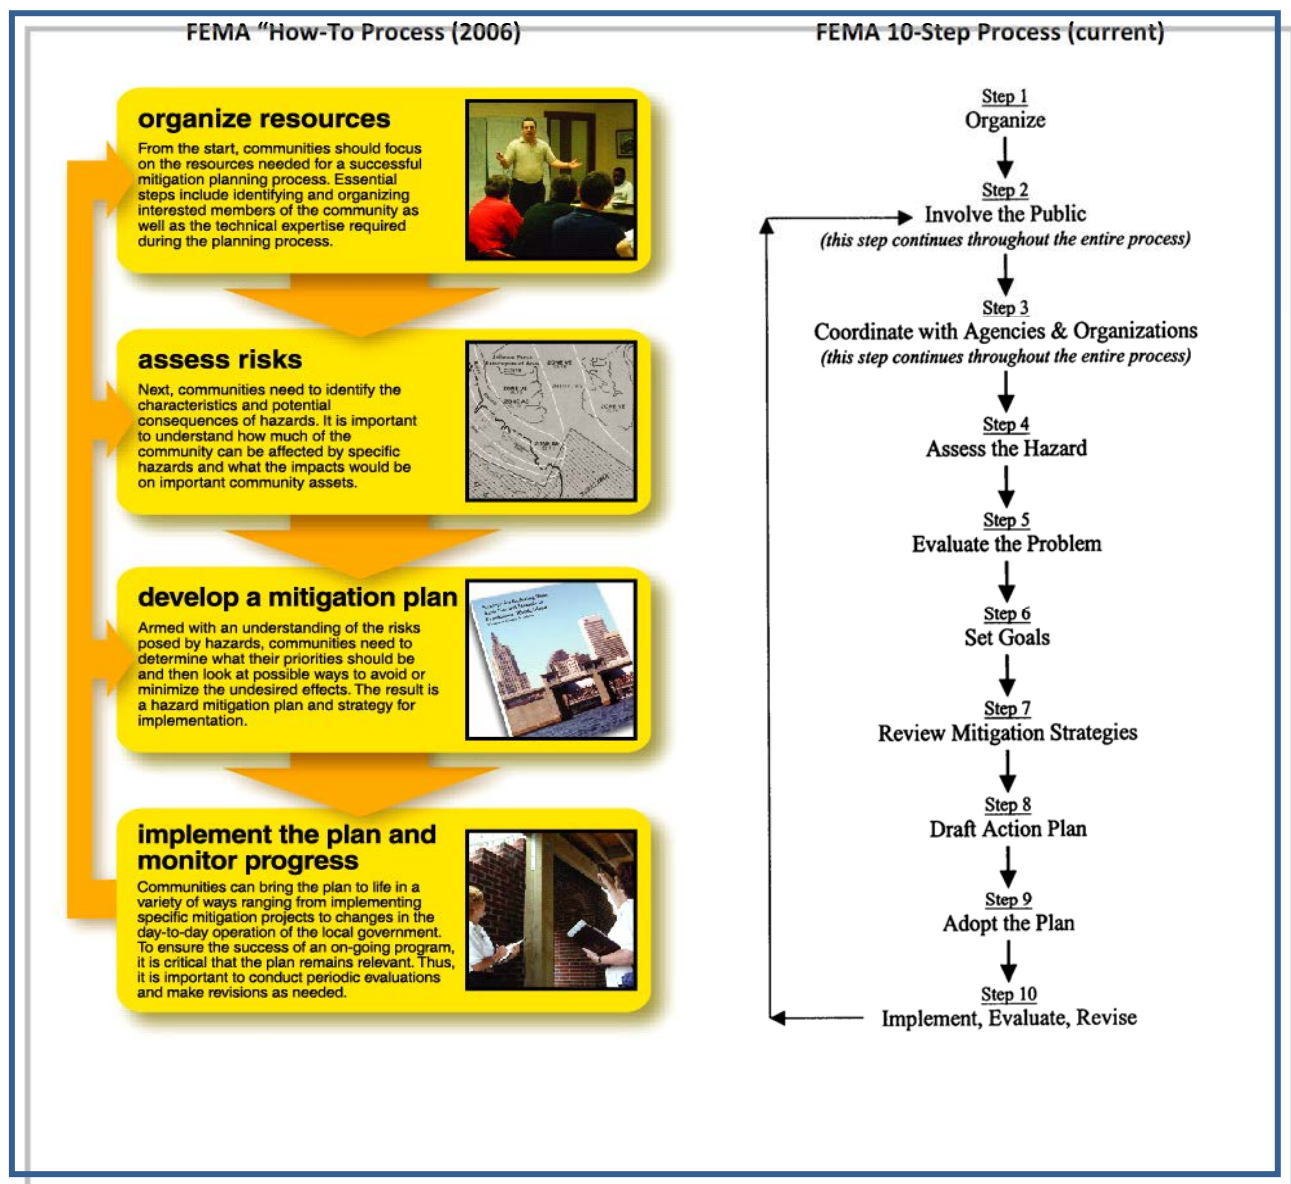 FEMA “How-To Process (2006)
organize resources
From the start, communities should focus
on the resources needed for a successful
mitigation planning process. Essential
steps include identifying and organizing
interested members of the community as
well as the technical expertise required
during the planning process.
assess risks
Next, communities need to identify the
characteristics and potential
consequences of hazards. It is important
to understand how much of the
community can be affected by specific
hazards and what the impacts would be
on important community assets.
ZONE VE
ZONE AE
ZONE VE
develop a mitigation plan
Armed with an understanding of the risks
posed by hazards, communities need to
determine what their priorities should be
and then look at possible ways to avoid or
minimize the undesired effects. The result is
a hazard mitigation plan and strategy for
implementation.
implement the plan and
monitor progress
Communities can bring the plan to life in a
variety of ways ranging from implementing
specific mitigation projects to changes in the
day-to-day operation of the local government.
To ensure the success of an on-going program,
it is critical that the plan remains relevant. Thus,
it is important to conduct periodic evaluations
and make revisions as needed.
FEMA 10-Step Process (current)
Step 1
Organize
Step 2
Involve the Public
(this step continues throughout the entire process)
Step 3
Coordinate with Agencies & Organizations
(this step continues throughout the entire process)
Step 4
Assess the Hazard
Step 5
Evaluate the Problem
Step 6
Set Goals
Step 7
Review Mitigation Strategies
Step 8
Draft Action Plan
Step 9
Adopt the Plan
Step 10
Implement, Evaluate, Revise